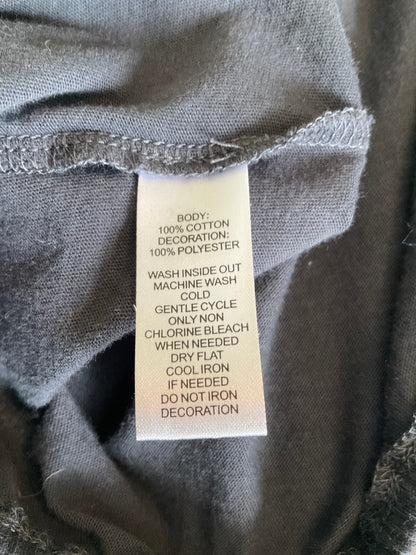 BODY:
100% COTTON
DECORATION:
100% POLYESTER
WASH INSIDE OUT
MACHINE WASH
COLD
GENTLE CYCLE
ONLY NON
CHLORINE BLEACH
WHEN NEEDED
DRY FLAT
COOL IRON
IF NEEDED
DO NOT IRON
DECORATION